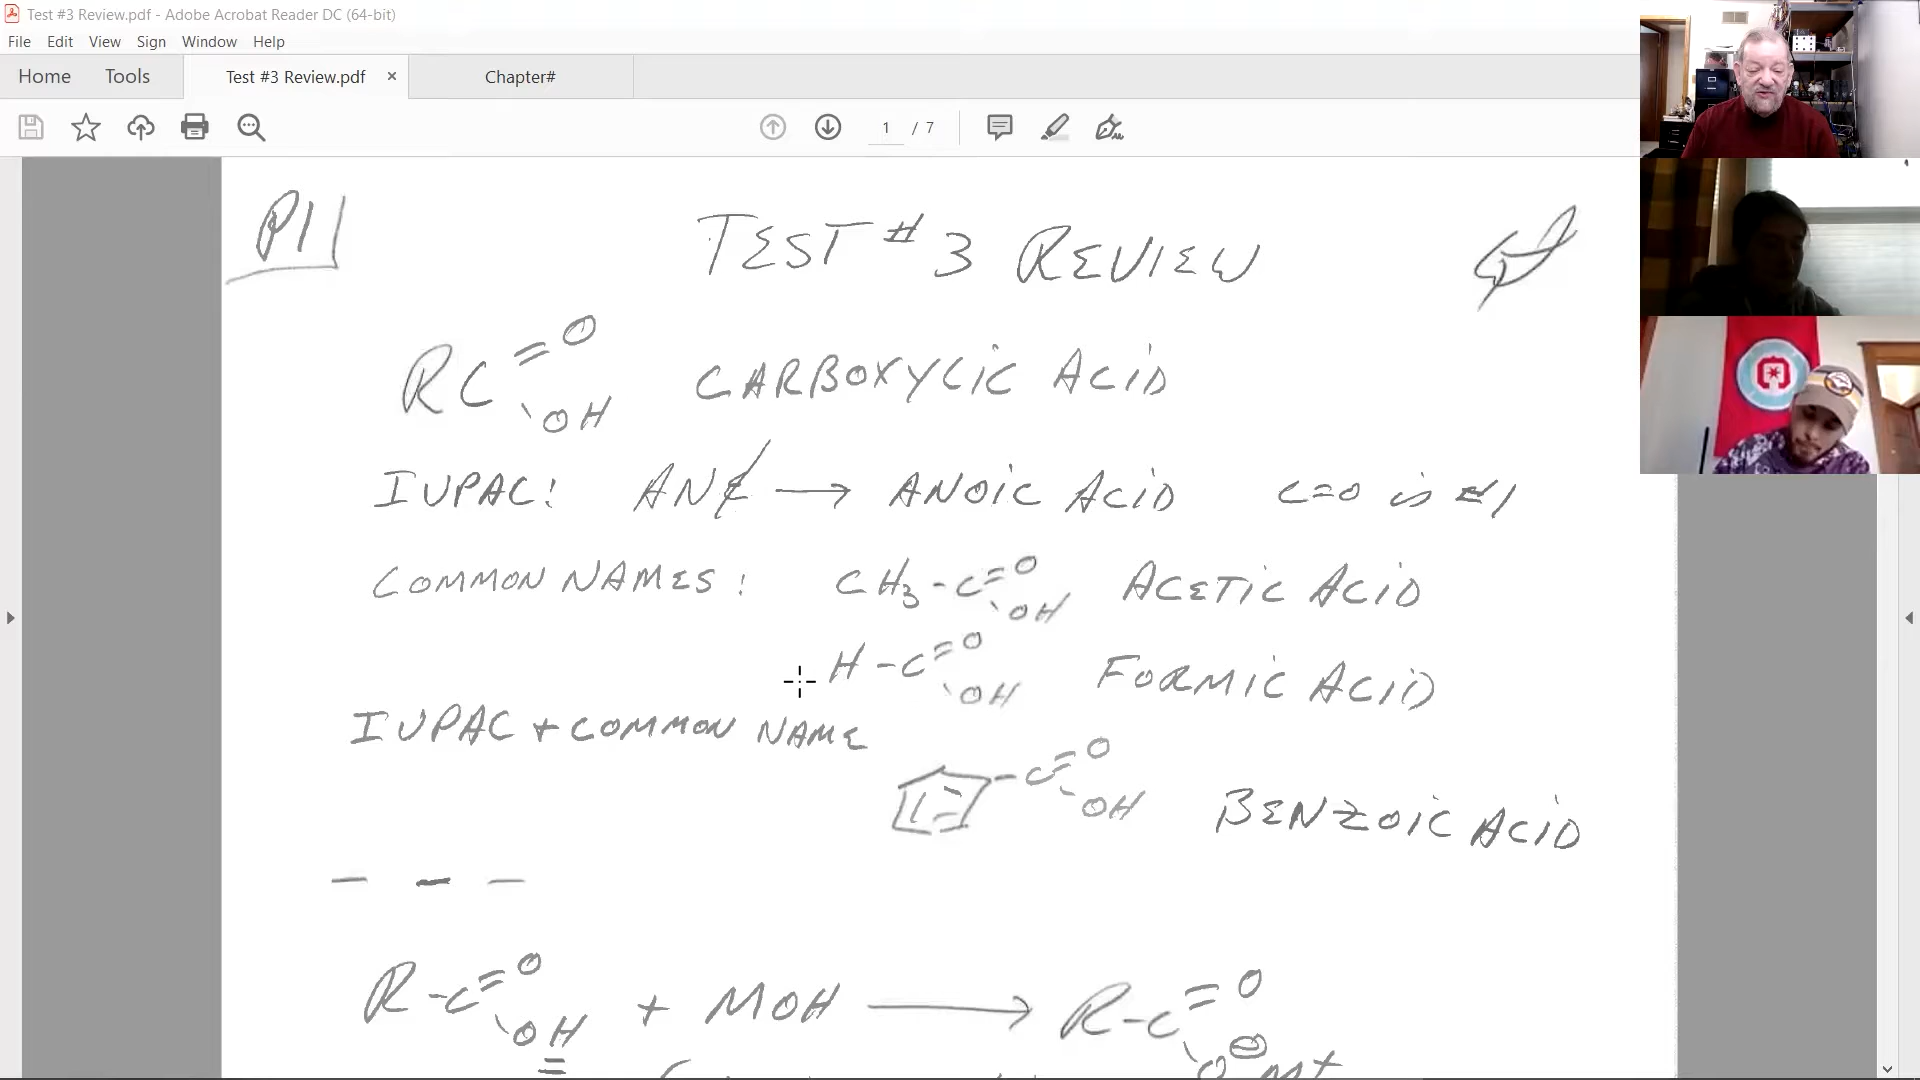 Test #3 Review.pdf - Adobe Acrobat Reader DC (64-bit)
File Edit View Sign Window Help
Home Tools Test #3 Review.pdf × Chapter#
1 / 7
P1
TEST #3 REVIEW
RC=O OH CARBOXYLIC ACID
IUPAC: ANE → ANOIC ACID C=O is #1
COMMON NAMES: CH3-C=O OH ACETIC ACID
H-C=O OH FORMIC ACID
IUPAC + COMMON NAME
-C=O OH BENZOIC ACID
- - -
R-C=O OH + MOH → R-C=O O⊖ M+